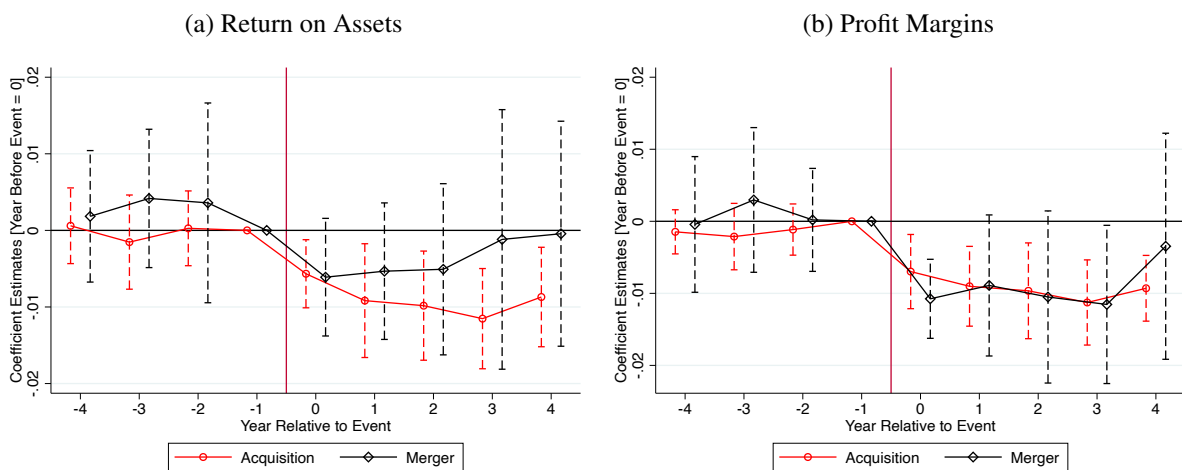 (a) Return on Assets
Coefficient Estimates [Year Before Event = 0]
.02
.01
0
-.01
-.02
-4 -3 -2 -1 0 1 2 3 4
Year Relative to Event
Acquisition Merger
(b) Profit Margins
Coefficient Estimates [Year Before Event = 0]
.02
.01
0
-.01
-.02
-4 -3 -2 -1 0 1 2 3 4
Year Relative to Event
Acquisition Merger